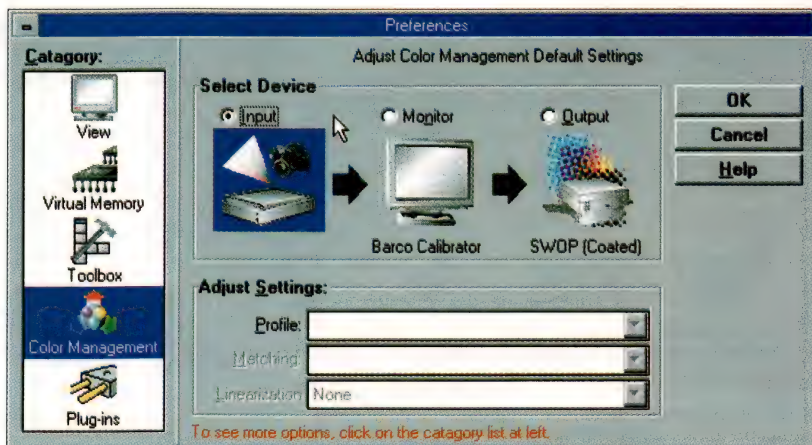 Preferences
Catagory:
View
Virtual Memory
Toolbox
Color Management
Plug-ins
Adjust Color Management Default Settings
Select Device
Input
Monitor
Output
Barco Calibrator
SWOP (Coated)
Adjust Settings:
Profile:
Matching:
Linearization None
To see more options, click on the catagory list at left.
OK
Cancel
Help